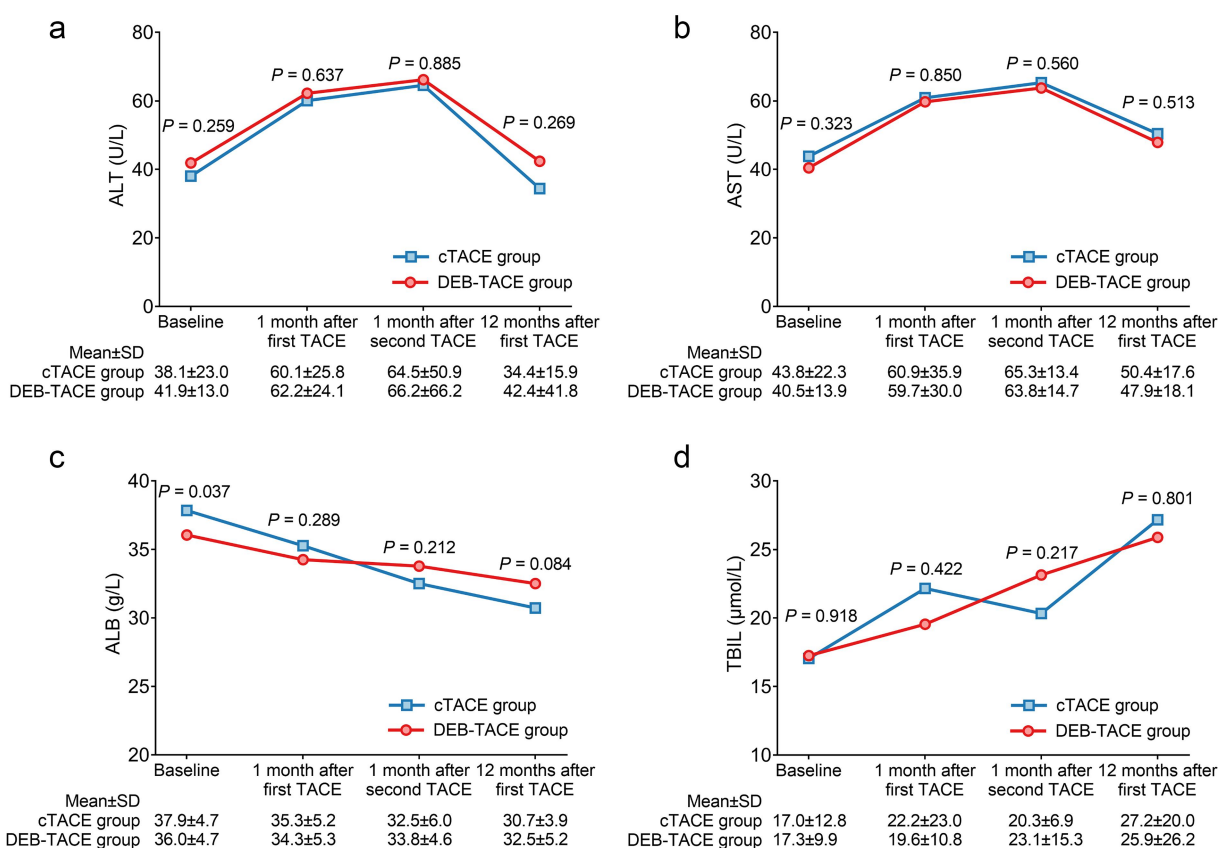 a
80
60
40
20
0
ALT (U/L)
P = 0.259
P = 0.637
P = 0.885
P = 0.269
cTACE group
DEB-TACE group
Baseline
1 month after
first TACE
1 month after
second TACE
12 months after
first TACE
Mean±SD
cTACE group 38.1±23.0 60.1±25.8 64.5±50.9 34.4±15.9
DEB-TACE group 41.9±13.0 62.2±24.1 66.2±66.2 42.4±41.8
b
80
60
40
20
0
AST (U/L)
P = 0.323
P = 0.850
P = 0.560
P = 0.513
cTACE group
DEB-TACE group
Baseline
1 month after
first TACE
1 month after
second TACE
12 months after
first TACE
Mean±SD
cTACE group 43.8±22.3 60.9±35.9 65.3±13.4 50.4±17.6
DEB-TACE group 40.5±13.9 59.7±30.0 63.8±14.7 47.9±18.1
c
40
35
30
25
20
ALB (g/L)
P = 0.037
P = 0.289
P = 0.212
P = 0.084
cTACE group
DEB-TACE group
Baseline
1 month after
first TACE
1 month after
second TACE
12 months after
first TACE
Mean±SD
cTACE group 37.9±4.7 35.3±5.2 32.5±6.0 30.7±3.9
DEB-TACE group 36.0±4.7 34.3±5.3 33.8±4.6 32.5±5.2
d
30
25
20
15
10
TBIL (μmol/L)
P = 0.918
P = 0.422
P = 0.217
P = 0.801
cTACE group
DEB-TACE group
Baseline
1 month after
first TACE
1 month after
second TACE
12 months after
first TACE
Mean±SD
cTACE group 17.0±12.8 22.2±23.0 20.3±6.9 27.2±20.0
DEB-TACE group 17.3±9.9 19.6±10.8 23.1±15.3 25.9±26.2